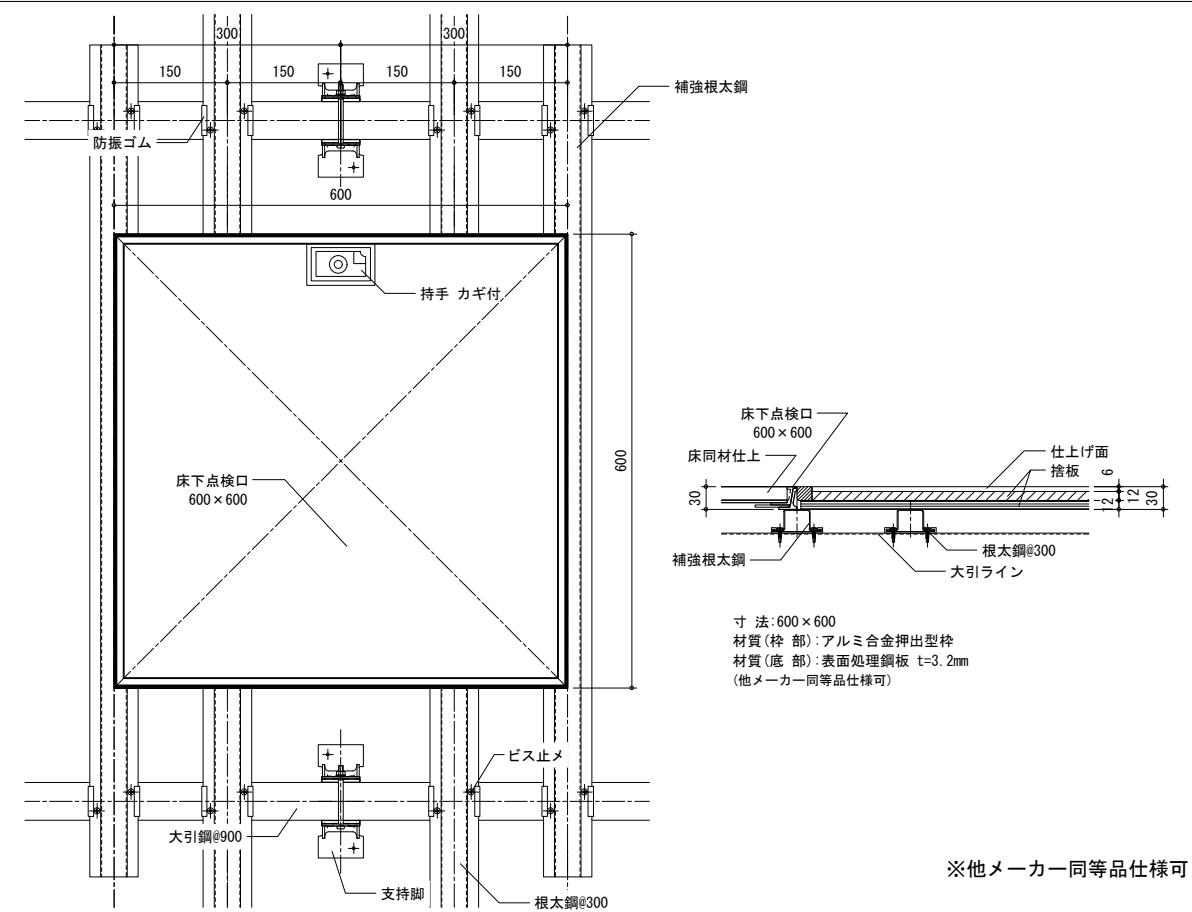 300
300
150
150
150
150
補強根太鋼
防振ゴム
600
持手 カギ付
600
床下点検口
600×600
ビス止メ
大引鋼@900
支持脚
根太鋼@300
床下点検口
600×600
床同材仕上
仕上げ面
捨板
30
6
12
12
30
補強根太鋼
根太鋼@300
大引ライン
寸 法:600×600
材質(枠 部):アルミ合金押出型枠
材質(底 部):表面処理鋼板 t=3.2mm
(他メーカー同等品仕様可)
※他メーカー同等品仕様可